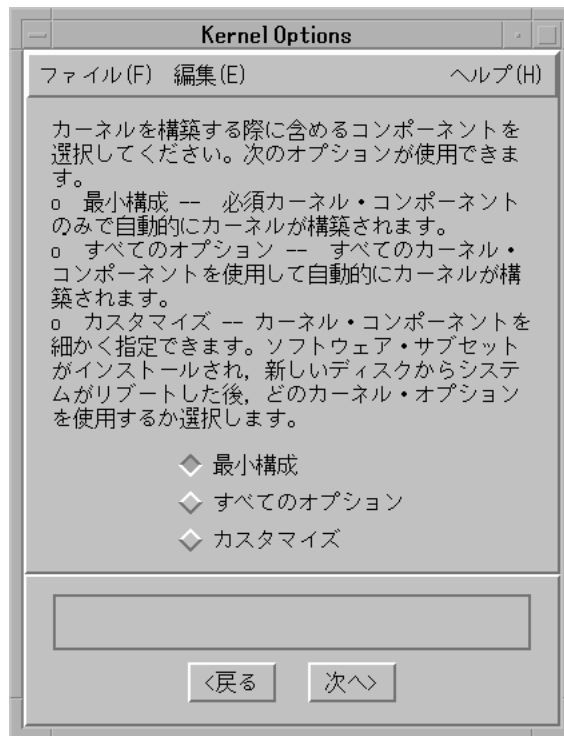 Kernel Options
ファイル(F) 編集(E) ヘルプ(H)
カーネルを構築する際に含めるコンポーネントを
選択してください。次のオプションが使用できま
す。
o 最小構成 -- 必須カーネル・コンポーネント
のみで自動的にカーネルが構築されます。
o すべてのオプション -- すべてのカーネル・
コンポーネントを使用して自動的にカーネルが構
築されます。
o カスタマイズ -- カーネル・コンポーネントを
細かく指定できます。ソフトウェア・サブセット
がインストールされ，新しいディスクからシステ
ムがリブートした後，どのカーネル・オプション
を使用するか選択します。
最小構成
すべてのオプション
カスタマイズ
<戻る 次へ>